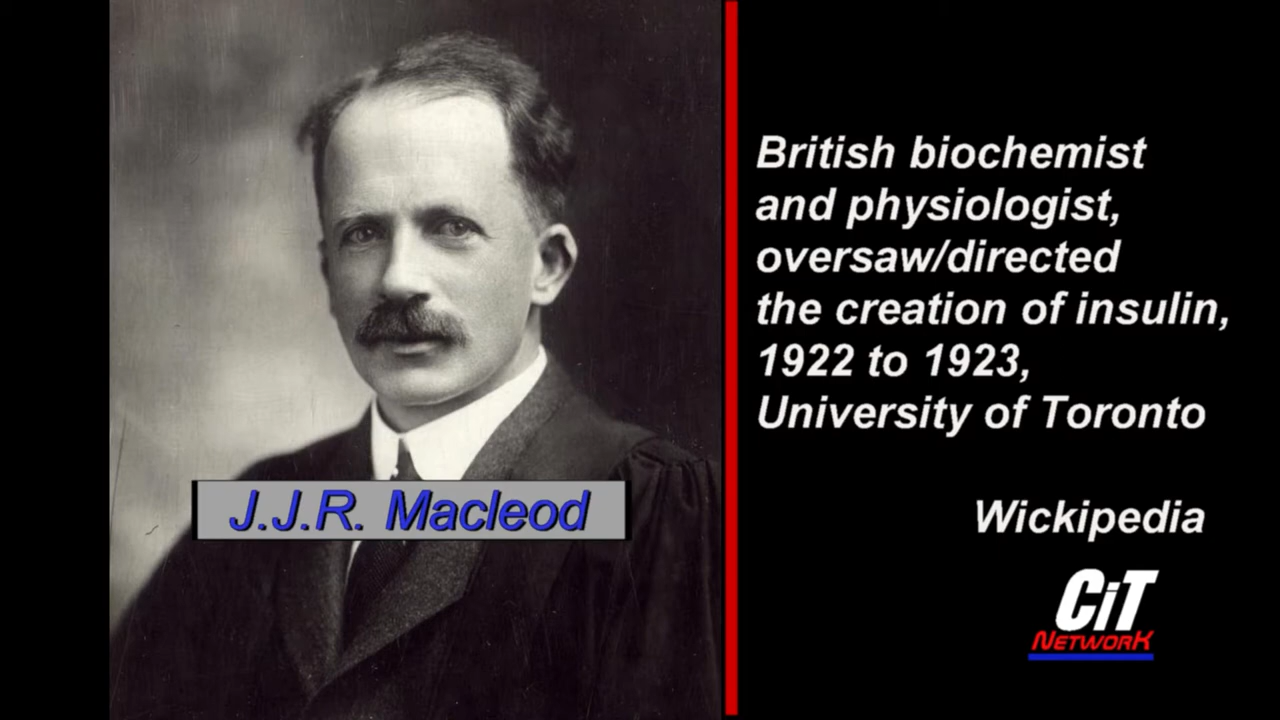 British biochemist
and physiologist,
oversaw/directed
the creation of insulin,
1922 to 1923,
University of Toronto
J.J.R. Macleod
Wickipedia
CiT
NETWORK